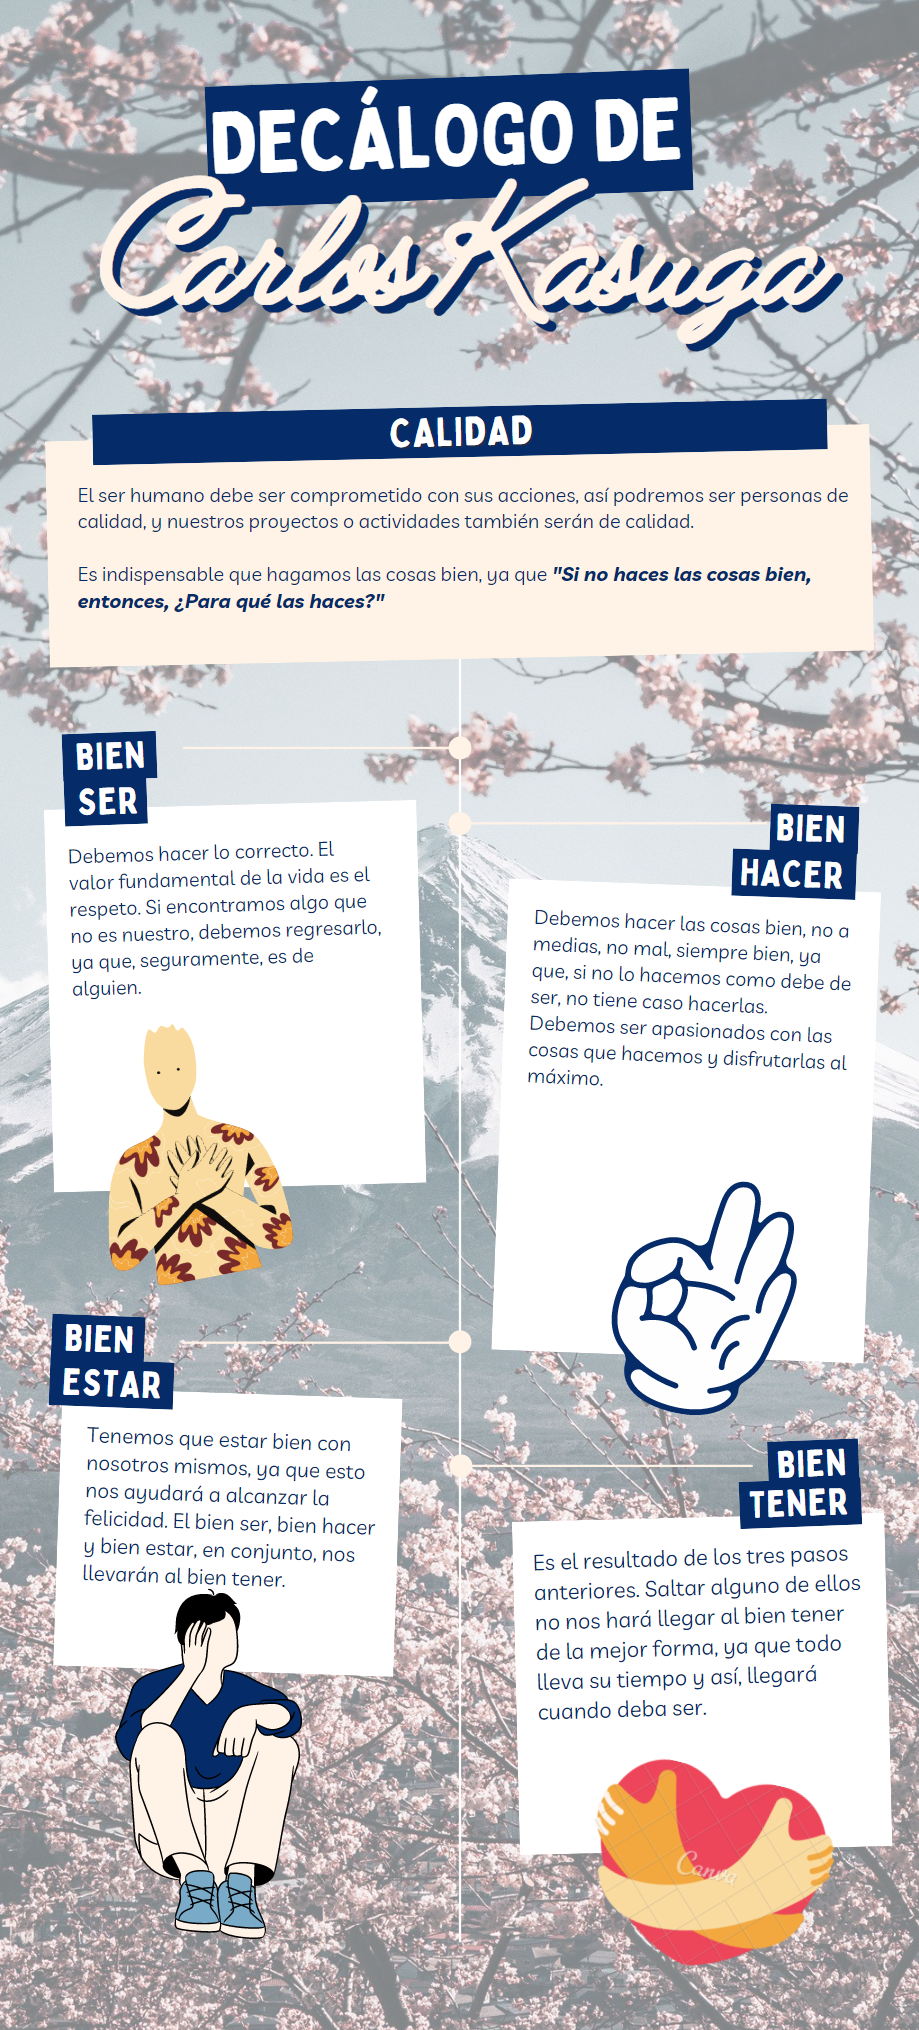 DECÁLOGO DE
Carlos Kasuga
CALIDAD
El ser humano debe ser comprometido con sus acciones, así podremos ser personas de
calidad, y nuestros proyectos o actividades también serán de calidad.
Es indispensable que hagamos las cosas bien, ya que "Si no haces las cosas bien,
entonces, ¿Para qué las haces?"
BIEN
SER
Debemos hacer lo correcto. El
valor fundamental de la vida es el
respeto. Si encontramos algo que
no es nuestro, debemos regresarlo,
ya que, seguramente, es de
alguien.
BIEN
HACER
Debemos hacer las cosas bien, no a
medias, no mal, siempre bien, ya
que, si no lo hacemos como debe de
ser, no tiene caso hacerlas.
Debemos ser apasionados con las
cosas que hacemos y disfrutarlas al
máximo.
BIEN
ESTAR
Tenemos que estar bien con
nosotros mismos, ya que esto
nos ayudará a alcanzar la
felicidad. El bien ser, bien hacer
y bien estar, en conjunto, nos
llevarán al bien tener.
BIEN
TENER
Es el resultado de los tres pasos
anteriores. Saltar alguno de ellos
no nos hará llegar al bien tener
de la mejor forma, ya que todo
lleva su tiempo y así, llegará
cuando deba ser.
Canva